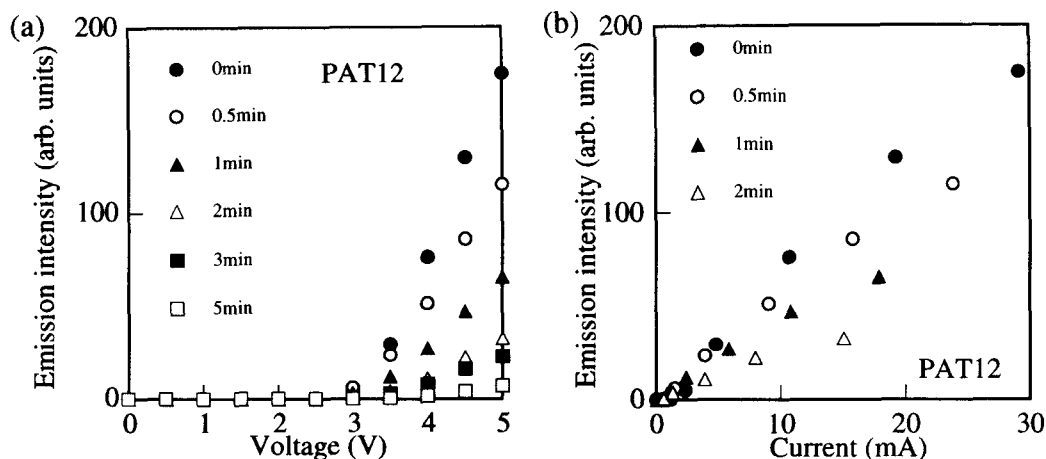 (a)
200
100
0
Emission intensity (arb. units)
PAT12
0min
0.5min
1min
2min
3min
5min
0 1 2 3 4 5
Voltage (V)
(b)
200
100
0
Emission intensity (arb. units)
0min
0.5min
1min
2min
PAT12
0 10 20 30
Current (mA)